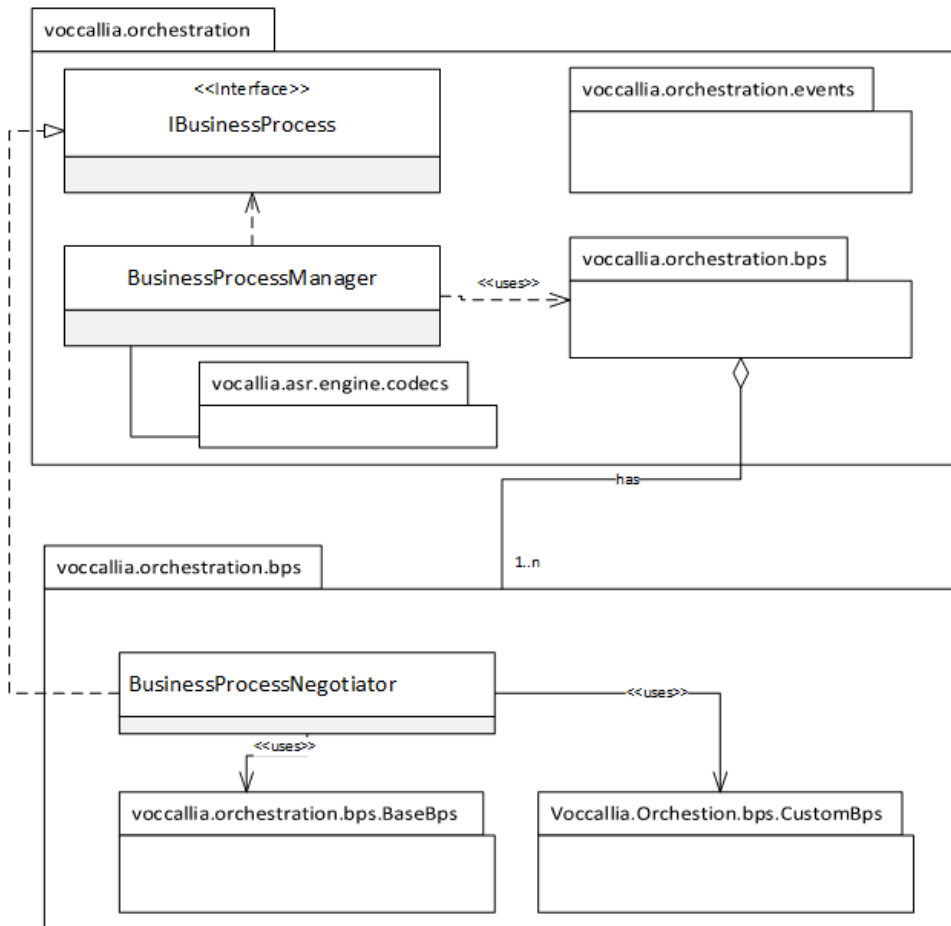 voccallia.orchestration
<<Interface>>
IBusinessProcess
voccallia.orchestration.events
BusinessProcessManager
voccallia.orchestration.bps
<<uses>>
vocallia.asr.engine.codecs
has
1..n
voccallia.orchestration.bps
BusinessProcessNegotiator
<<uses>>
<<uses>>
voccallia.orchestration.bps.BaseBps
Voccallia.Orchestion.bps.CustomBps